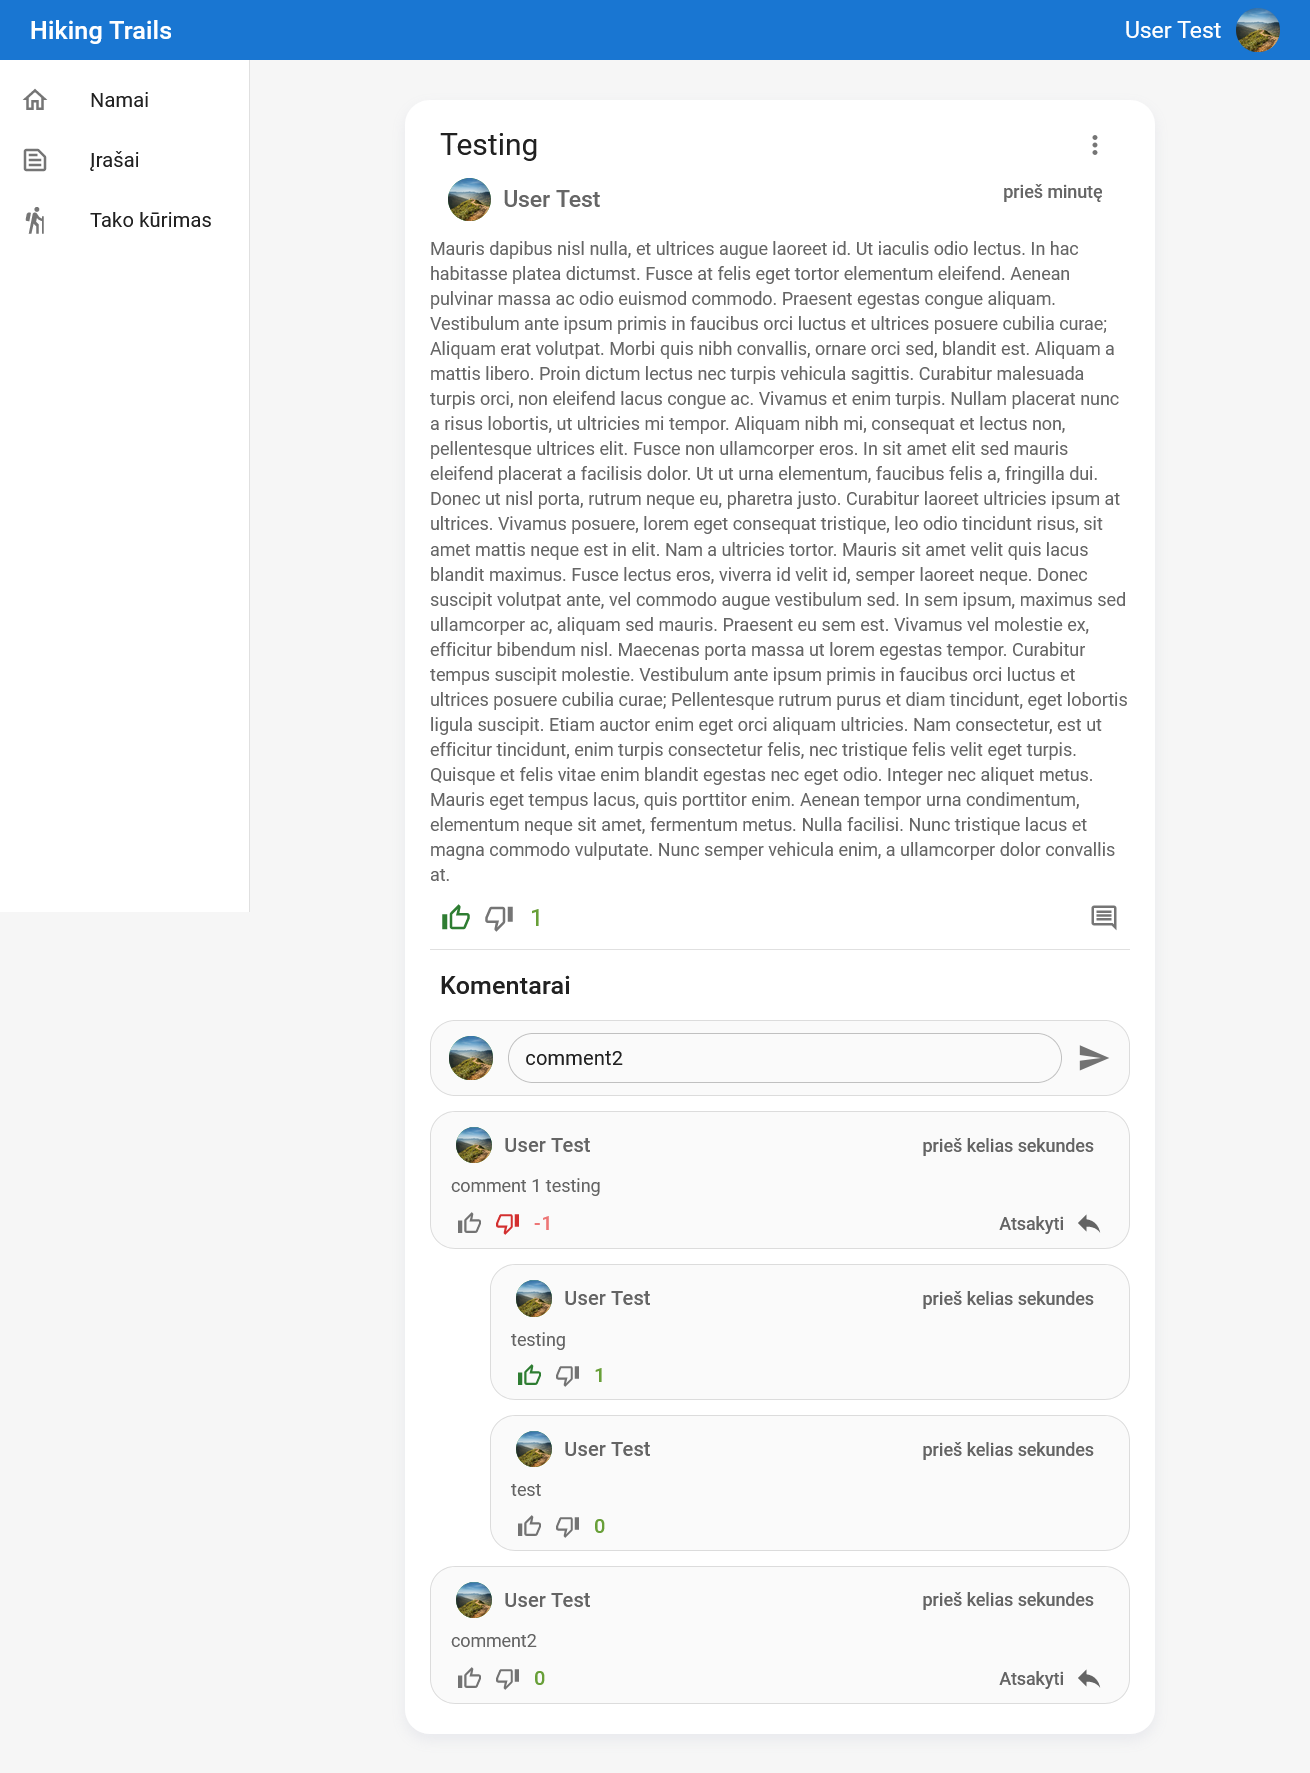 Hiking Trails
User Test
Namai
Įrašai
Tako kūrimas
Testing
User Test
prieš minutę
Mauris dapibus nisl nulla, et ultrices augue laoreet id. Ut iaculis odio lectus. In hac
habitasse platea dictumst. Fusce at felis eget tortor elementum eleifend. Aenean
pulvinar massa ac odio euismod commodo. Praesent egestas congue aliquam.
Vestibulum ante ipsum primis in faucibus orci luctus et ultrices posuere cubilia curae;
Aliquam erat volutpat. Morbi quis nibh convallis, ornare orci sed, blandit est. Aliquam a
mattis libero. Proin dictum lectus nec turpis vehicula sagittis. Curabitur malesuada
turpis orci, non eleifend lacus congue ac. Vivamus et enim turpis. Nullam placerat nunc
a risus lobortis, ut ultricies mi tempor. Aliquam nibh mi, consequat et lectus non,
pellentesque ultrices elit. Fusce non ullamcorper eros. In sit amet elit sed mauris
eleifend placerat a facilisis dolor. Ut ut urna elementum, faucibus felis a, fringilla dui.
Donec ut nisl porta, rutrum neque eu, pharetra justo. Curabitur laoreet ultricies ipsum at
ultrices. Vivamus posuere, lorem eget consequat tristique, leo odio tincidunt risus, sit
amet mattis neque est in elit. Nam a ultricies tortor. Mauris sit amet velit quis lacus
blandit maximus. Fusce lectus eros, viverra id velit id, semper laoreet neque. Donec
suscipit volutpat ante, vel commodo augue vestibulum sed. In sem ipsum, maximus sed
ullamcorper ac, aliquam sed mauris. Praesent eu sem est. Vivamus vel molestie ex,
efficitur bibendum nisl. Maecenas porta massa ut lorem egestas tempor. Curabitur
tempus suscipit molestie. Vestibulum ante ipsum primis in faucibus orci luctus et
ultrices posuere cubilia curae; Pellentesque rutrum purus et diam tincidunt, eget lobortis
ligula suscipit. Etiam auctor enim eget orci aliquam ultricies. Nam consectetur, est ut
efficitur tincidunt, enim turpis consectetur felis, nec tristique felis velit eget turpis.
Quisque et felis vitae enim blandit egestas nec eget odio. Integer nec aliquet metus.
Mauris eget tempus lacus, quis porttitor enim. Aenean tempor urna condimentum,
elementum neque sit amet, fermentum metus. Nulla facilisi. Nunc tristique lacus et
magna commodo vulputate. Nunc semper vehicula enim, a ullamcorper dolor convallis
at.
1
Komentarai
comment2
User Test
prieš kelias sekundes
comment 1 testing
-1
Atsakyti
User Test
prieš kelias sekundes
testing
1
User Test
prieš kelias sekundes
test
0
User Test
prieš kelias sekundes
comment2
0
Atsakyti